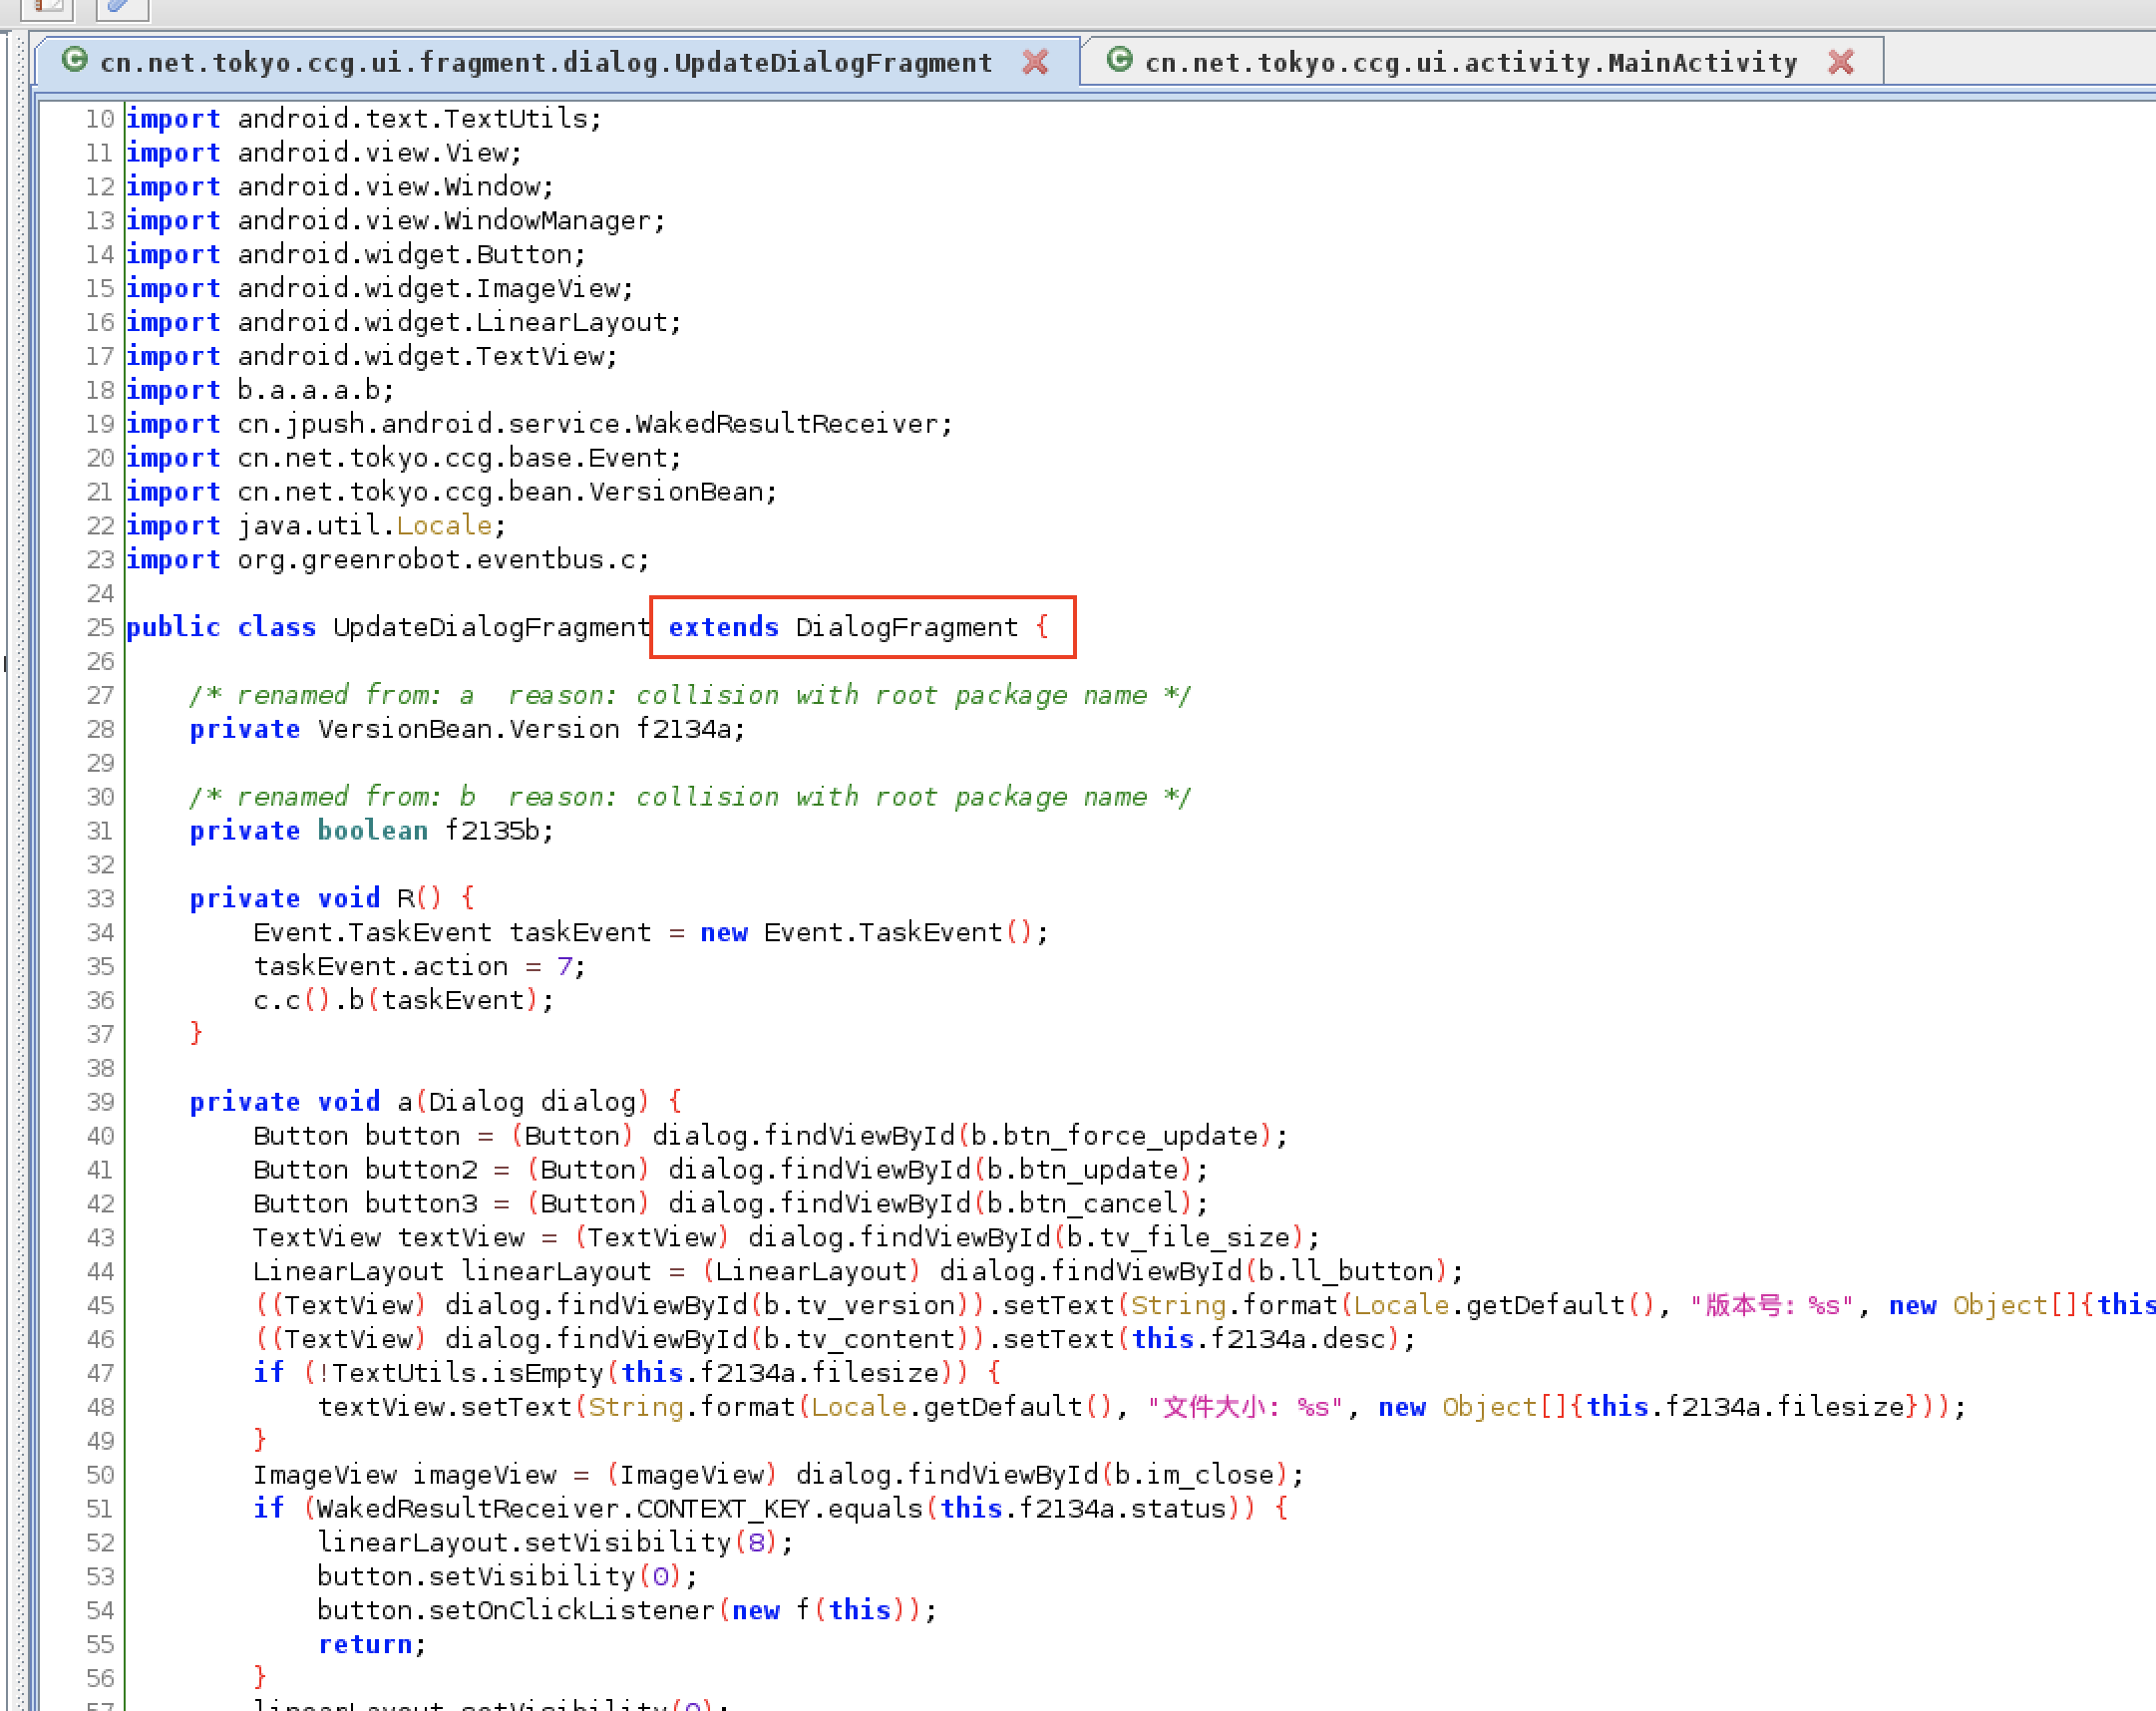 cn.net.tokyo.ccg.ui.fragment.dialog.UpdateDialogFragment cn.net.tokyo.ccg.ui.activity.MainActivity
10 import android.text.TextUtils;
11 import android.view.View;
12 import android.view.Window;
13 import android.view.WindowManager;
14 import android.widget.Button;
15 import android.widget.ImageView;
16 import android.widget.LinearLayout;
17 import android.widget.TextView;
18 import b.a.a.a.b;
19 import cn.jpush.android.service.WakedResultReceiver;
20 import cn.net.tokyo.ccg.base.Event;
21 import cn.net.tokyo.ccg.bean.VersionBean;
22 import java.util.Locale;
23 import org.greenrobot.eventbus.c;
24
25 public class UpdateDialogFragment extends DialogFragment {
26
27 /* renamed from: a  reason: collision with root package name */
28 private VersionBean.Version f2134a;
29
30 /* renamed from: b  reason: collision with root package name */
31 private boolean f2135b;
32
33 private void R() {
34 Event.TaskEvent taskEvent = new Event.TaskEvent();
35 taskEvent.action = 7;
36 c.c().b(taskEvent);
37 }
38
39 private void a(Dialog dialog) {
40 Button button = (Button) dialog.findViewById(b.btn_force_update);
41 Button button2 = (Button) dialog.findViewById(b.btn_update);
42 Button button3 = (Button) dialog.findViewById(b.btn_cancel);
43 TextView textView = (TextView) dialog.findViewById(b.tv_file_size);
44 LinearLayout linearLayout = (LinearLayout) dialog.findViewById(b.ll_button);
45 ((TextView) dialog.findViewById(b.tv_version)).setText(String.format(Locale.getDefault(), "版本号: %s", new Object[]{this
46 ((TextView) dialog.findViewById(b.tv_content)).setText(this.f2134a.desc);
47 if (!TextUtils.isEmpty(this.f2134a.filesize)) {
48 textView.setText(String.format(Locale.getDefault(), "文件大小: %s", new Object[]{this.f2134a.filesize}));
49 }
50 ImageView imageView = (ImageView) dialog.findViewById(b.im_close);
51 if (WakedResultReceiver.CONTEXT_KEY.equals(this.f2134a.status)) {
52 linearLayout.setVisibility(8);
53 button.setVisibility(0);
54 button.setOnClickListener(new f(this));
55 return;
56 }
57 linearLayout.setVisibility(0);